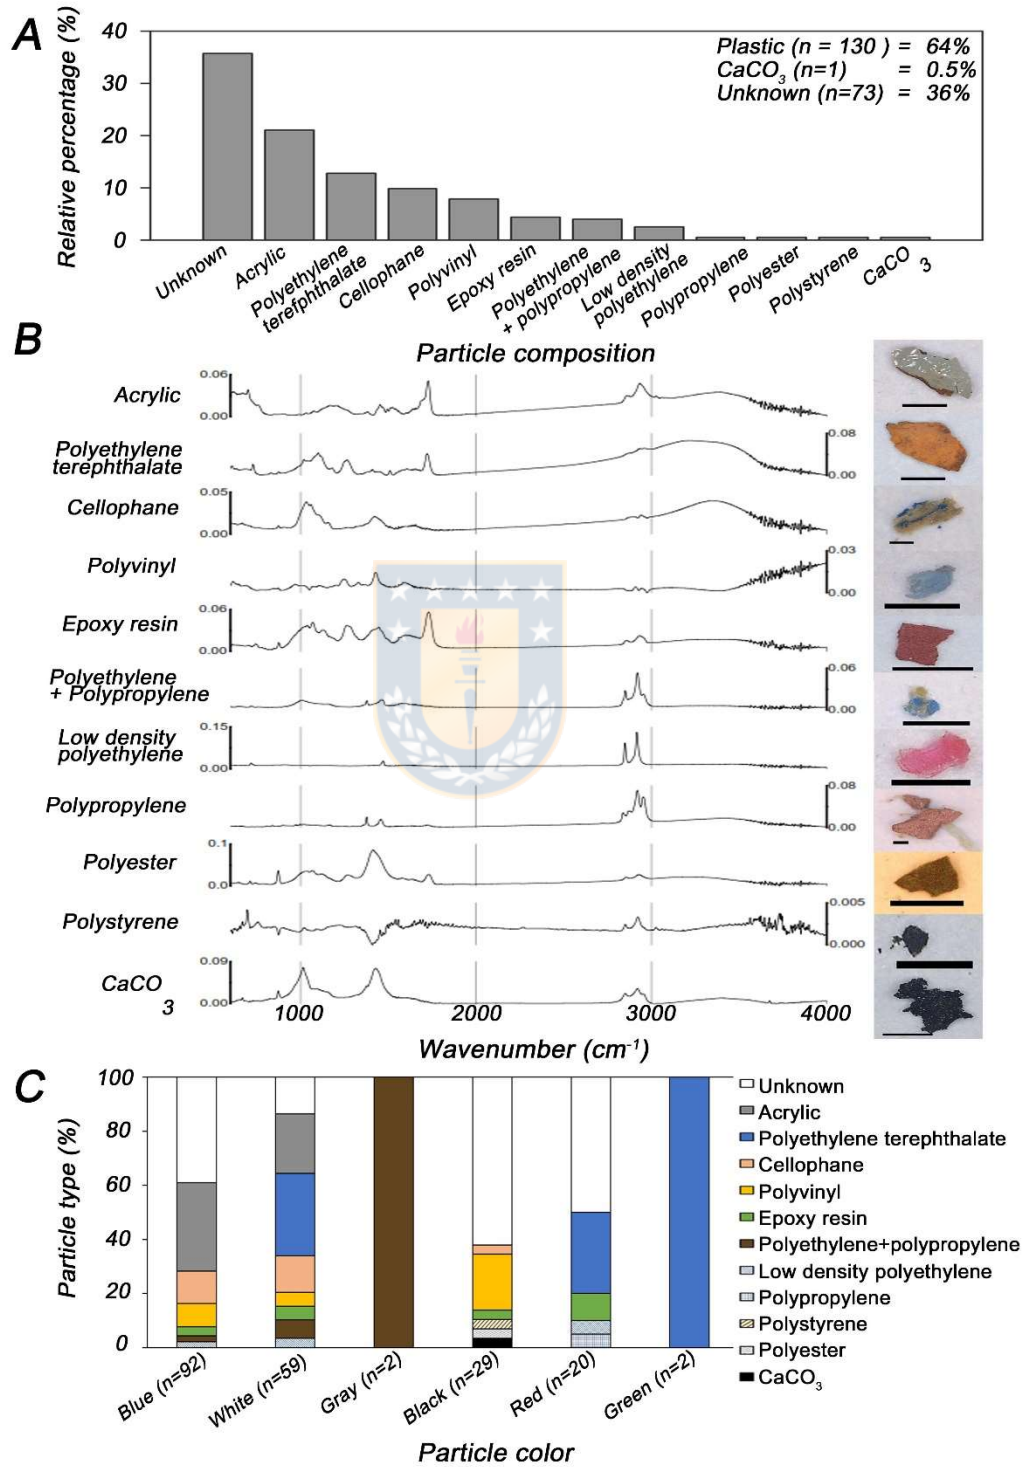 A
Relative percentage (%)
40
30
20
10
0
Plastic (n = 130 ) = 64%
CaCO3 (n=1) = 0.5%
Unknown (n=73) = 36%
Unknown
Acrylic
Polyethylene
terefphthalate
Cellophane
Polyvinyl
Epoxy resin
Polyethylene
+ polypropylene
Low density
polyethylene
Polypropylene
Polyester
Polystyrene
CaCO
3
Particle composition
B
Acrylic
0.06
0.00
Polyethylene
terephthalate
0.08
0.00
Cellophane
0.05
0.00
Polyvinyl
0.03
0.00
Epoxy resin
0.06
0.00
Polyethylene
+ Polypropylene
0.06
0.00
Low density
polyethylene
0.15
0.00
Polypropylene
0.08
0.00
Polyester
0.1
0.0
Polystyrene
0.005
0.000
CaCO
3
0.09
0.00
1000 2000 3000 4000
Wavenumber (cm-1)
C
Particle type (%)
100
80
60
40
20
0
Blue (n=92)
White (n=59)
Gray (n=2)
Black (n=29)
Red (n=20)
Green (n=2)
Particle color
Unknown
Acrylic
Polyethylene terephthalate
Cellophane
Polyvinyl
Epoxy resin
Polyethylene+polypropylene
Low density polyethylene
Polypropylene
Polystyrene
Polyester
CaCO3